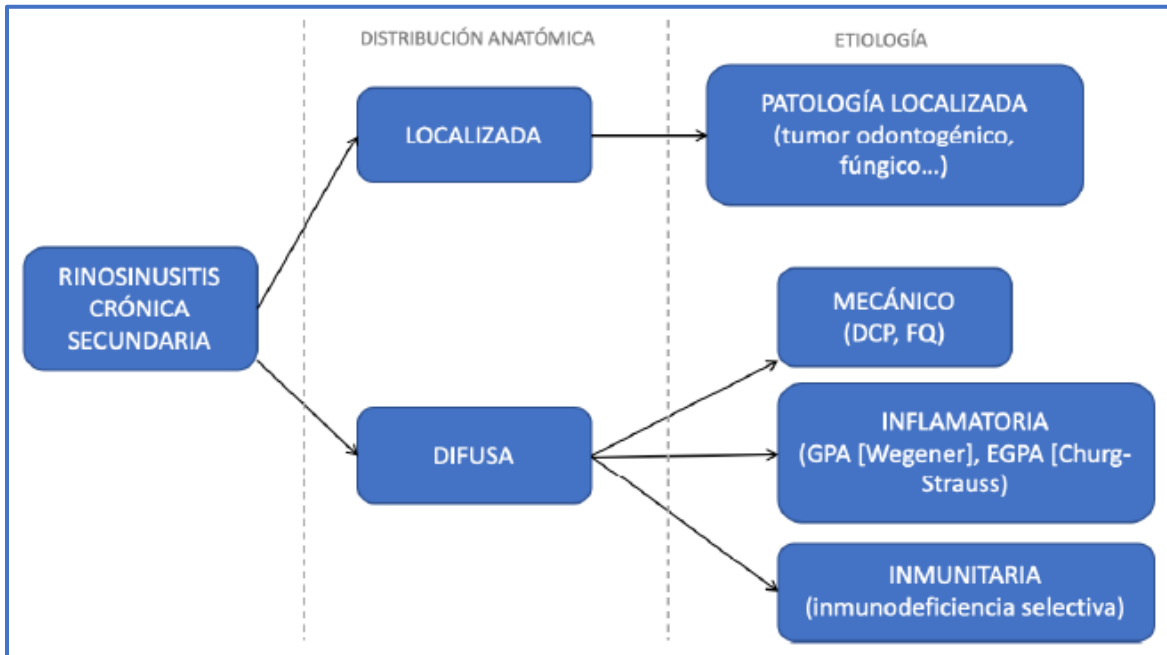 DISTRIBUCIÓN ANATÓMICA
ETIOLOGÍA
LOCALIZADA
PATOLOGÍA LOCALIZADA
(tumor odontogénico,
fúngico...)
RINOSINUSITIS
CRÓNICA
SECUNDARIA
MECÁNICO
(DCP, FQ)
DIFUSA
INFLAMATORIA
(GPA [Wegener], EGPA [Churg-
Strauss)
INMUNITARIA
(inmunodeficiencia selectiva)